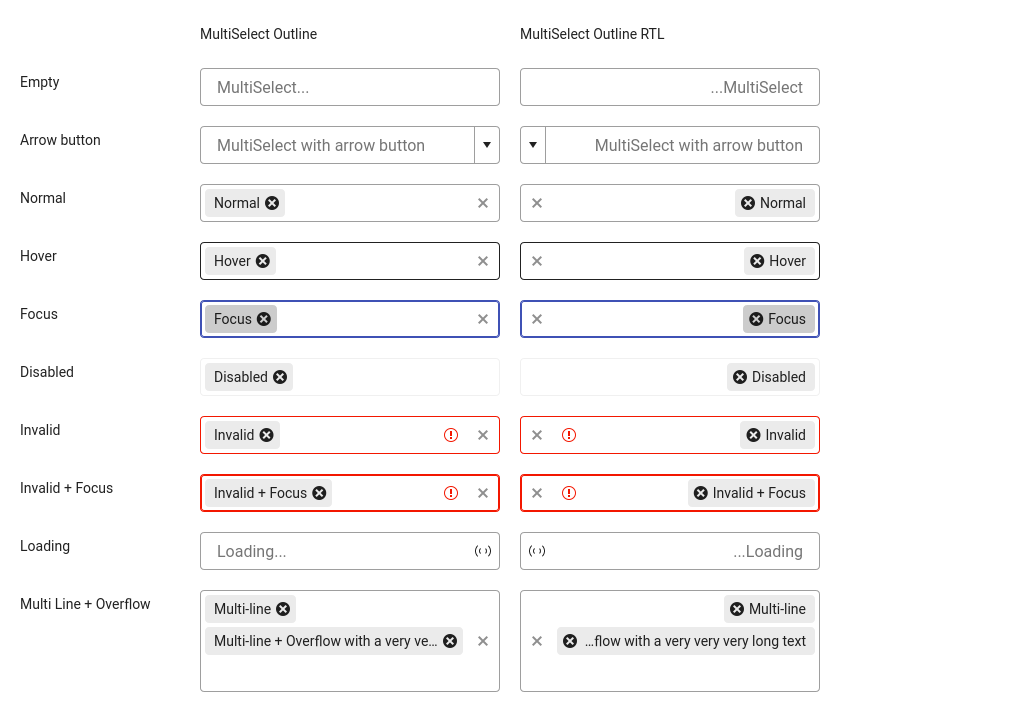 MultiSelect Outline MultiSelect Outline RTL
Empty MultiSelect... ...MultiSelect
Arrow button MultiSelect with arrow button MultiSelect with arrow button
Normal Normal Normal
Hover Hover Hover
Focus Focus Focus
Disabled Disabled Disabled
Invalid Invalid Invalid
Invalid + Focus Invalid + Focus Invalid + Focus
Loading Loading... ...Loading
Multi Line + Overflow Multi-line Multi-line
Multi-line + Overflow with a very ve... ...flow with a very very very long text